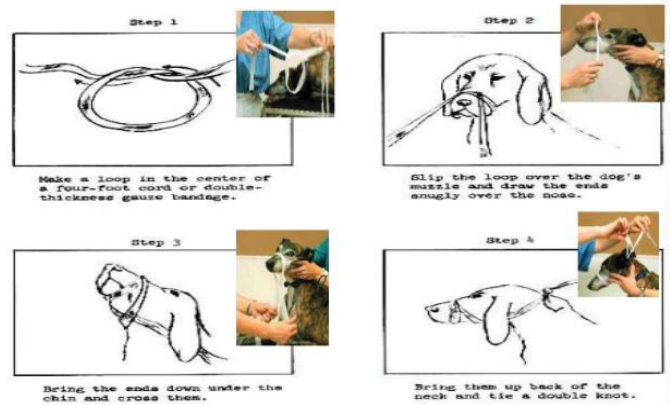 Step 1
Make a loop in the center of
a four-foot cord or double-
thickness gauze bandage.
Step 2
Slip the loop over the dog's
muzzle and draw the ends
snugly over the nose.
Step 3
Bring the ends down under the
chin and cross them.
Step 4
Bring them up back of the
neck and tie a double knot.